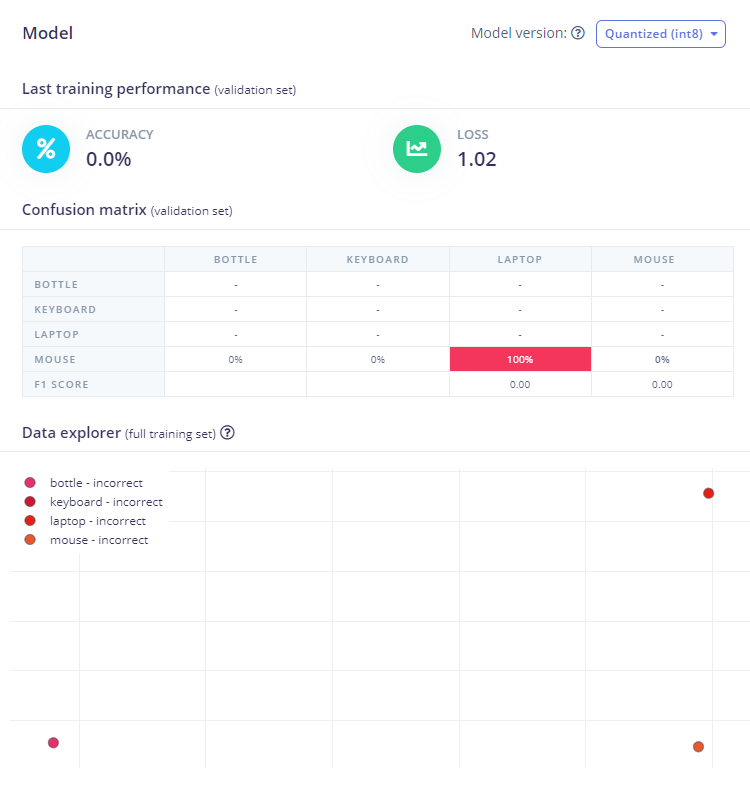 Model
Model version: ?
Quantized (int8)
Last training performance (validation set)
%
ACCURACY
0.0%
LOSS
1.02
Confusion matrix (validation set)
BOTTLE KEYBOARD LAPTOP MOUSE
BOTTLE - - - -
KEYBOARD - - - -
LAPTOP - - - -
MOUSE 0% 0% 100% 0%
F1 SCORE 0.00 0.00
Data explorer (full training set) ?
bottle - incorrect
keyboard - incorrect
laptop - incorrect
mouse - incorrect